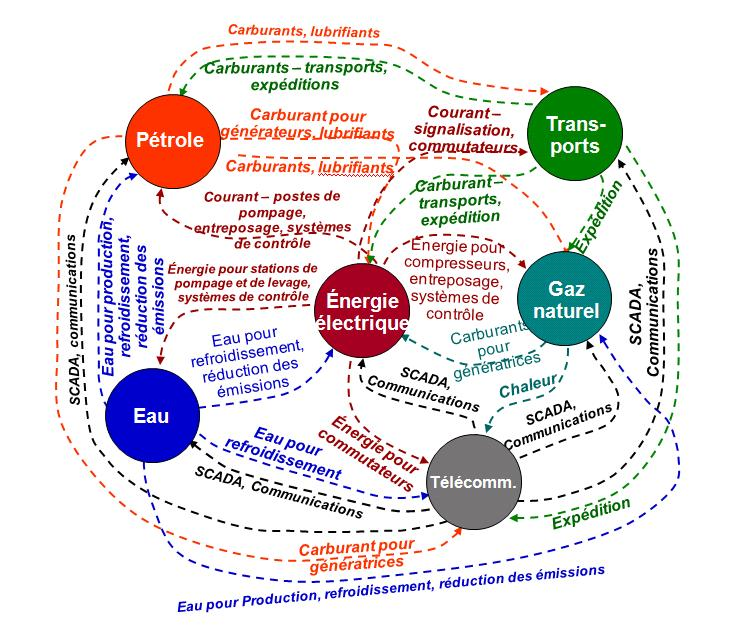 Carburants, lubrifiants
Carburants – transports,
expéditions
Pétrole
Trans-
ports
Carburant pour
générateurs, lubrifiants
Courant –
signalisation,
commutateurs
Carburants, lubrifiants
Carburant –
transports,
expédition
Expédition
Courant – postes de
pompage,
entreposage, systèmes
de contrôle
Énergie pour
compresseurs,
entreposage,
systèmes de
contrôle
Énergie pour stations de
pompage et de levage,
systèmes de contrôle
Énergie
électrique
Gaz
naturel
SCADA, communications
Eau pour production,
refroidissement,
réduction des
émissions
SCADA,
Communications
Eau pour
refroidissement,
réduction des
émissions
Carburants
pour
génératrices
Eau
SCADA,
Communications
Chaleur
SCADA,
Communications
Eau pour
refroidissement
Énergie pour
commutateurs
Télécomm.
SCADA, Communications
Expédition
Carburant pour
génératrices
Eau pour Production, refroidissement, réduction des émissions